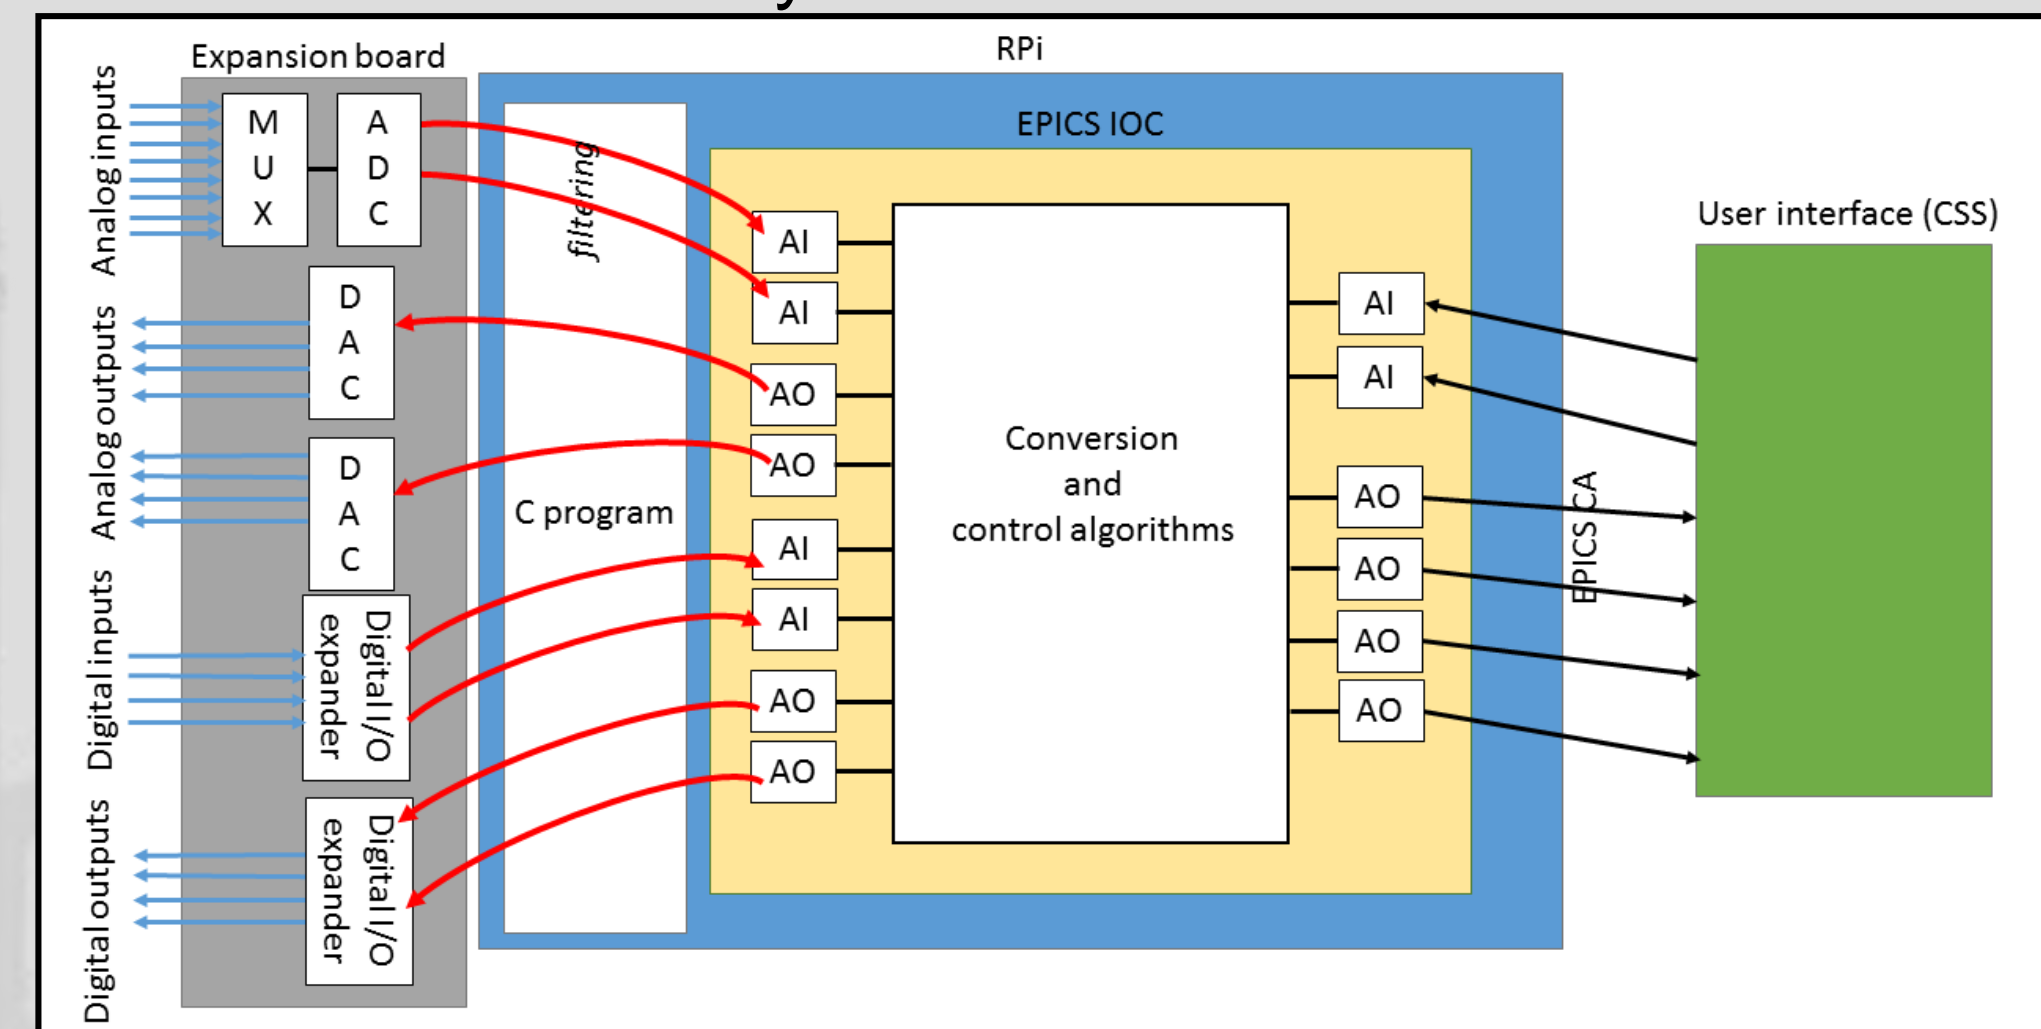 Expansion board
RPi
EPICS IOC
User interface (CSS)
Analog inputs
M
U
X
A
D
C
filtering
AI
AI
AO
AO
AI
AI
AO
AO
Analog outputs
D
A
C
Analog outputs
D
A
C
C program
Conversion
and
control algorithms
AI
AI
AO
AO
AO
AO
EPICS CA
Digital inputs
Digital I/O
expander
Digital outputs
Digital I/O
expander